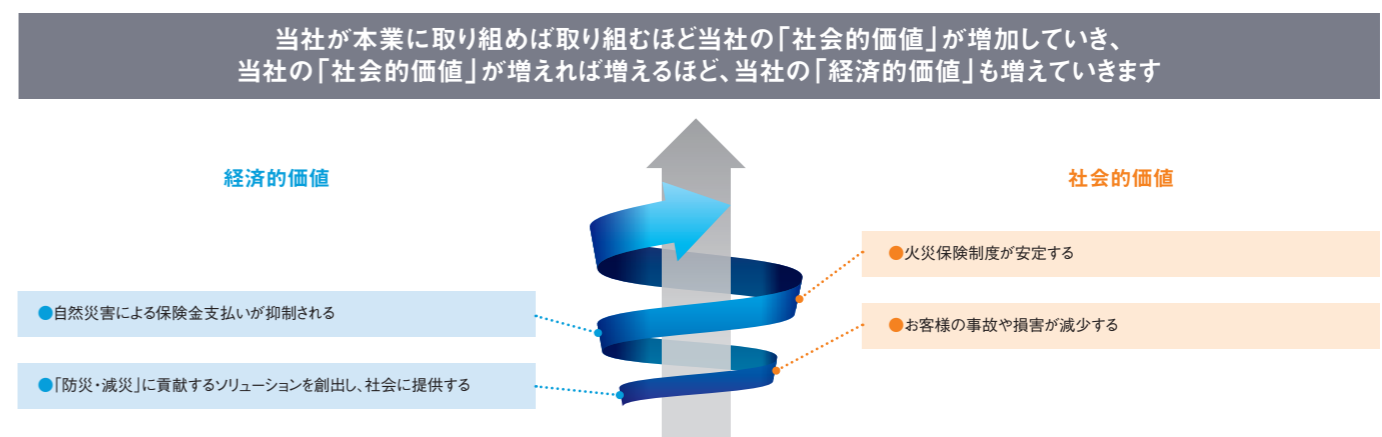 当社が本業に取り組めば取り組むほど当社の「社会的価値」が増加していき、
当社の「社会的価値」が増えれば増えるほど、当社の「経済的価値」も増えていきます
経済的価値
社会的価値
●火災保険制度が安定する
●自然災害による保険金支払いが抑制される
●お客様の事故や損害が減少する
●「防災・減災」に貢献するソリューションを創出し、社会に提供する